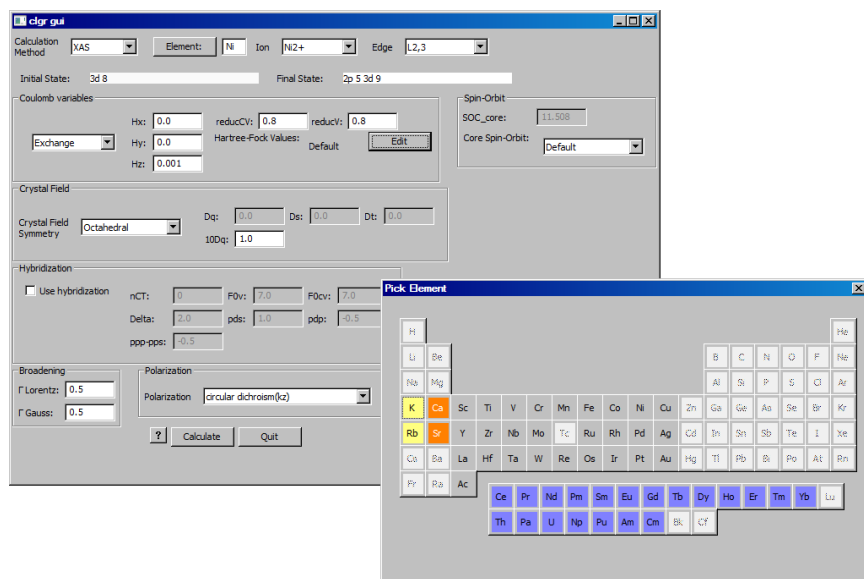 clgr gui
Calculation Method XAS Element: Ni Ion Ni2+ Edge L2,3
Initial State: 3d 8 Final State: 2p 5 3d 9
Coulomb variables
Exchange
Hx: 0.0 reducCV: 0.8 reducV: 0.8
Hy: 0.0 Hartree-Fock Values: Default Edit
Hz: 0.001
Spin-Orbit
SOC_core: 11.508
Core Spin-Orbit: Default
Crystal Field
Crystal Field Symmetry Octahedral
Dq: 0.0 Ds: 0.0 Dt: 0.0
10Dq: 1.0
Hybridization
Use hybridization
nCT: 0 F0v: 7.0 F0cv: 7.0
Delta: 2.0 pds: 1.0 pdp: -0.5
ppp-pps: -0.5
Broadening
Γ Lorentz: 0.5
Γ Gauss: 0.5
Polarization
Polarization circular dichroism(kz)
? Calculate Quit
Pick Element
H He
Li Be B C N O F Ne
Na Mg Al Si P S Cl Ar
K Ca Sc Ti V Cr Mn Fe Co Ni Cu Zn Ga Ge As Se Br Kr
Rb Sr Y Zr Nb Mo Tc Ru Rh Pd Ag Cd In Sn Sb Te I Xe
Cs Ba La Hf Ta W Re Os Ir Pt Au Hg Tl Pb Bi Po At Rn
Fr Ra Ac
Ce Pr Nd Pm Sm Eu Gd Tb Dy Ho Er Tm Yb Lu
Th Pa U Np Pu Am Cm Bk Cf